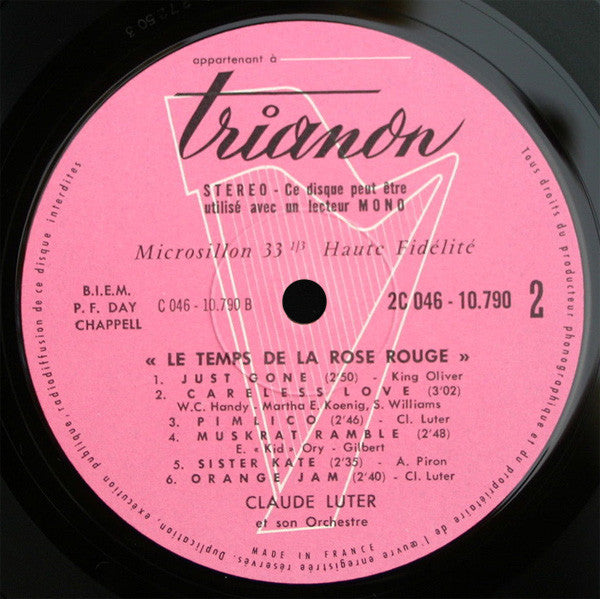 appartenant à
trianon
STEREO - Ce disque peut être
utilisé avec un lecteur MONO
Microsillon 33 1/3 Haute Fidélité
B.I.E.M.
P. F. DAY
CHAPPELL
C 046 - 10.790 B
2C 046 - 10.790 2
« LE TEMPS DE LA ROSE ROUGE »
1. JUST GONE (2'50) - King Oliver
2. CARELESS LOVE (3'02)
W.C. Handy - Martha E. Koenig, S. Williams
3. PIMLICO (2'46) - Cl. Luter
4. MUSKRAT RAMBLE (2'48)
E. « Kid » Ory - Gilbert
5. SISTER KATE (2'35) - A. Piron
6. ORANGE JAM (2'40) - Cl. Luter
CLAUDE LUTER
et son Orchestre
MADE IN FRANCE
Tous droits du producteur phonographique et du propriétaire de l'œuvre enregistrée réservés. Duplication, exécution publique, radiodiffusion de ce disque interdites